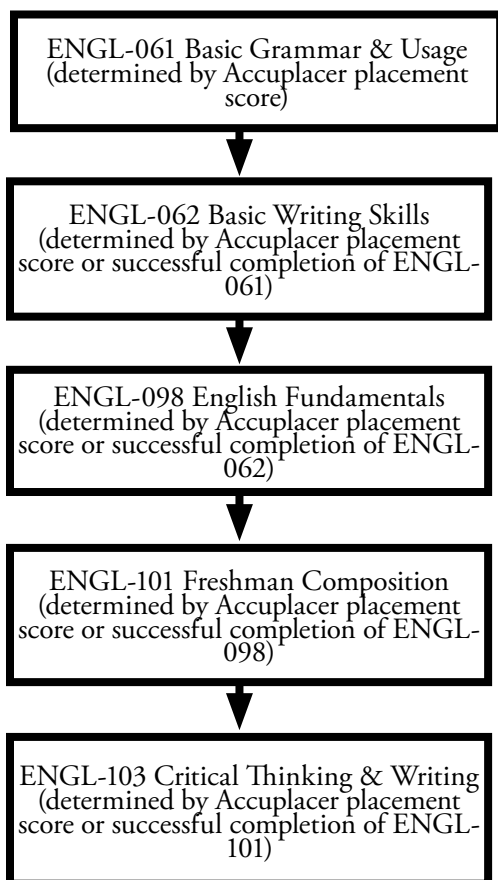 ENGL-061 Basic Grammar & Usage
(determined by Accuplacer placement
score)
ENGL-062 Basic Writing Skills
(determined by Accuplacer placement
score or successful completion of ENGL-
061)
ENGL-098 English Fundamentals
(determined by Accuplacer placement
score or successful completion of ENGL-
062)
ENGL-101 Freshman Composition
(determined by Accuplacer placement
score or successful completion of ENGL-
098)
ENGL-103 Critical Thinking & Writing
(determined by Accuplacer placement
score or successful completion of ENGL-
101)